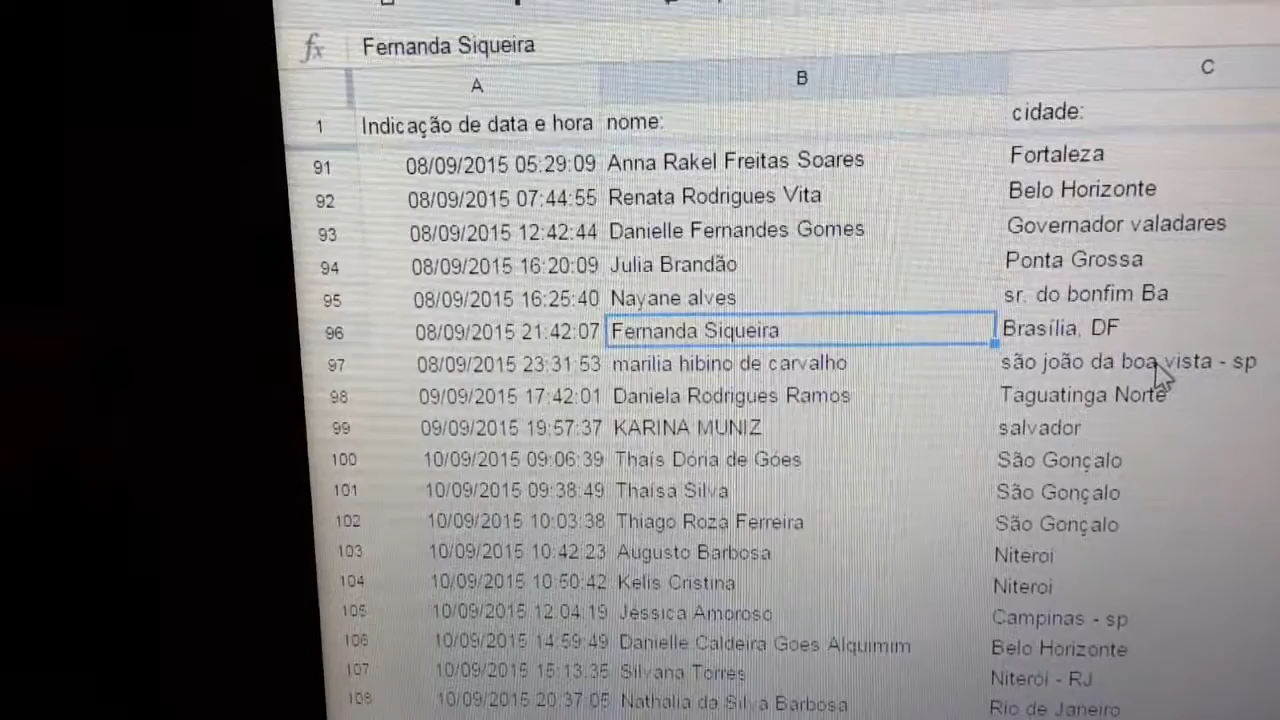 fx Fernanda Siqueira
A B C
1 Indicação de data e hora nome: cidade:
91 08/09/2015 05:29:09 Anna Rakel Freitas Soares Fortaleza
92 08/09/2015 07:44:55 Renata Rodrigues Vita Belo Horizonte
93 08/09/2015 12:42:44 Danielle Fernandes Gomes Governador valadares
94 08/09/2015 16:20:09 Julia Brandão Ponta Grossa
95 08/09/2015 16:25:40 Nayane alves sr. do bonfim Ba
96 08/09/2015 21:42:07 Fernanda Siqueira Brasília, DF
97 08/09/2015 23:31:53 marilia hibino de carvalho são joão da boa vista - sp
98 09/09/2015 17:42:01 Daniela Rodrigues Ramos Taguatinga Norte
99 09/09/2015 19:57:37 KARINA MUNIZ salvador
100 10/09/2015 09:06:39 Thaís Dória de Góes São Gonçalo
101 10/09/2015 09:38:49 Thaísa Silva São Gonçalo
102 10/09/2015 10:03:38 Thiago Roza Ferreira São Gonçalo
103 10/09/2015 10:42:23 Augusto Barbosa Niteroi
104 10/09/2015 10:50:42 Kelis Cristina Niteroi
105 10/09/2015 12:04:19 Jéssica Amoroso Campinas - sp
106 10/09/2015 14:59:49 Danielle Caldeira Goes Alquimim Belo Horizonte
107 10/09/2015 15:13:35 Silvana Torres Niterói - RJ
108 10/09/2015 20:37:05 Nathalia da Silva Barbosa Rio de Janeiro